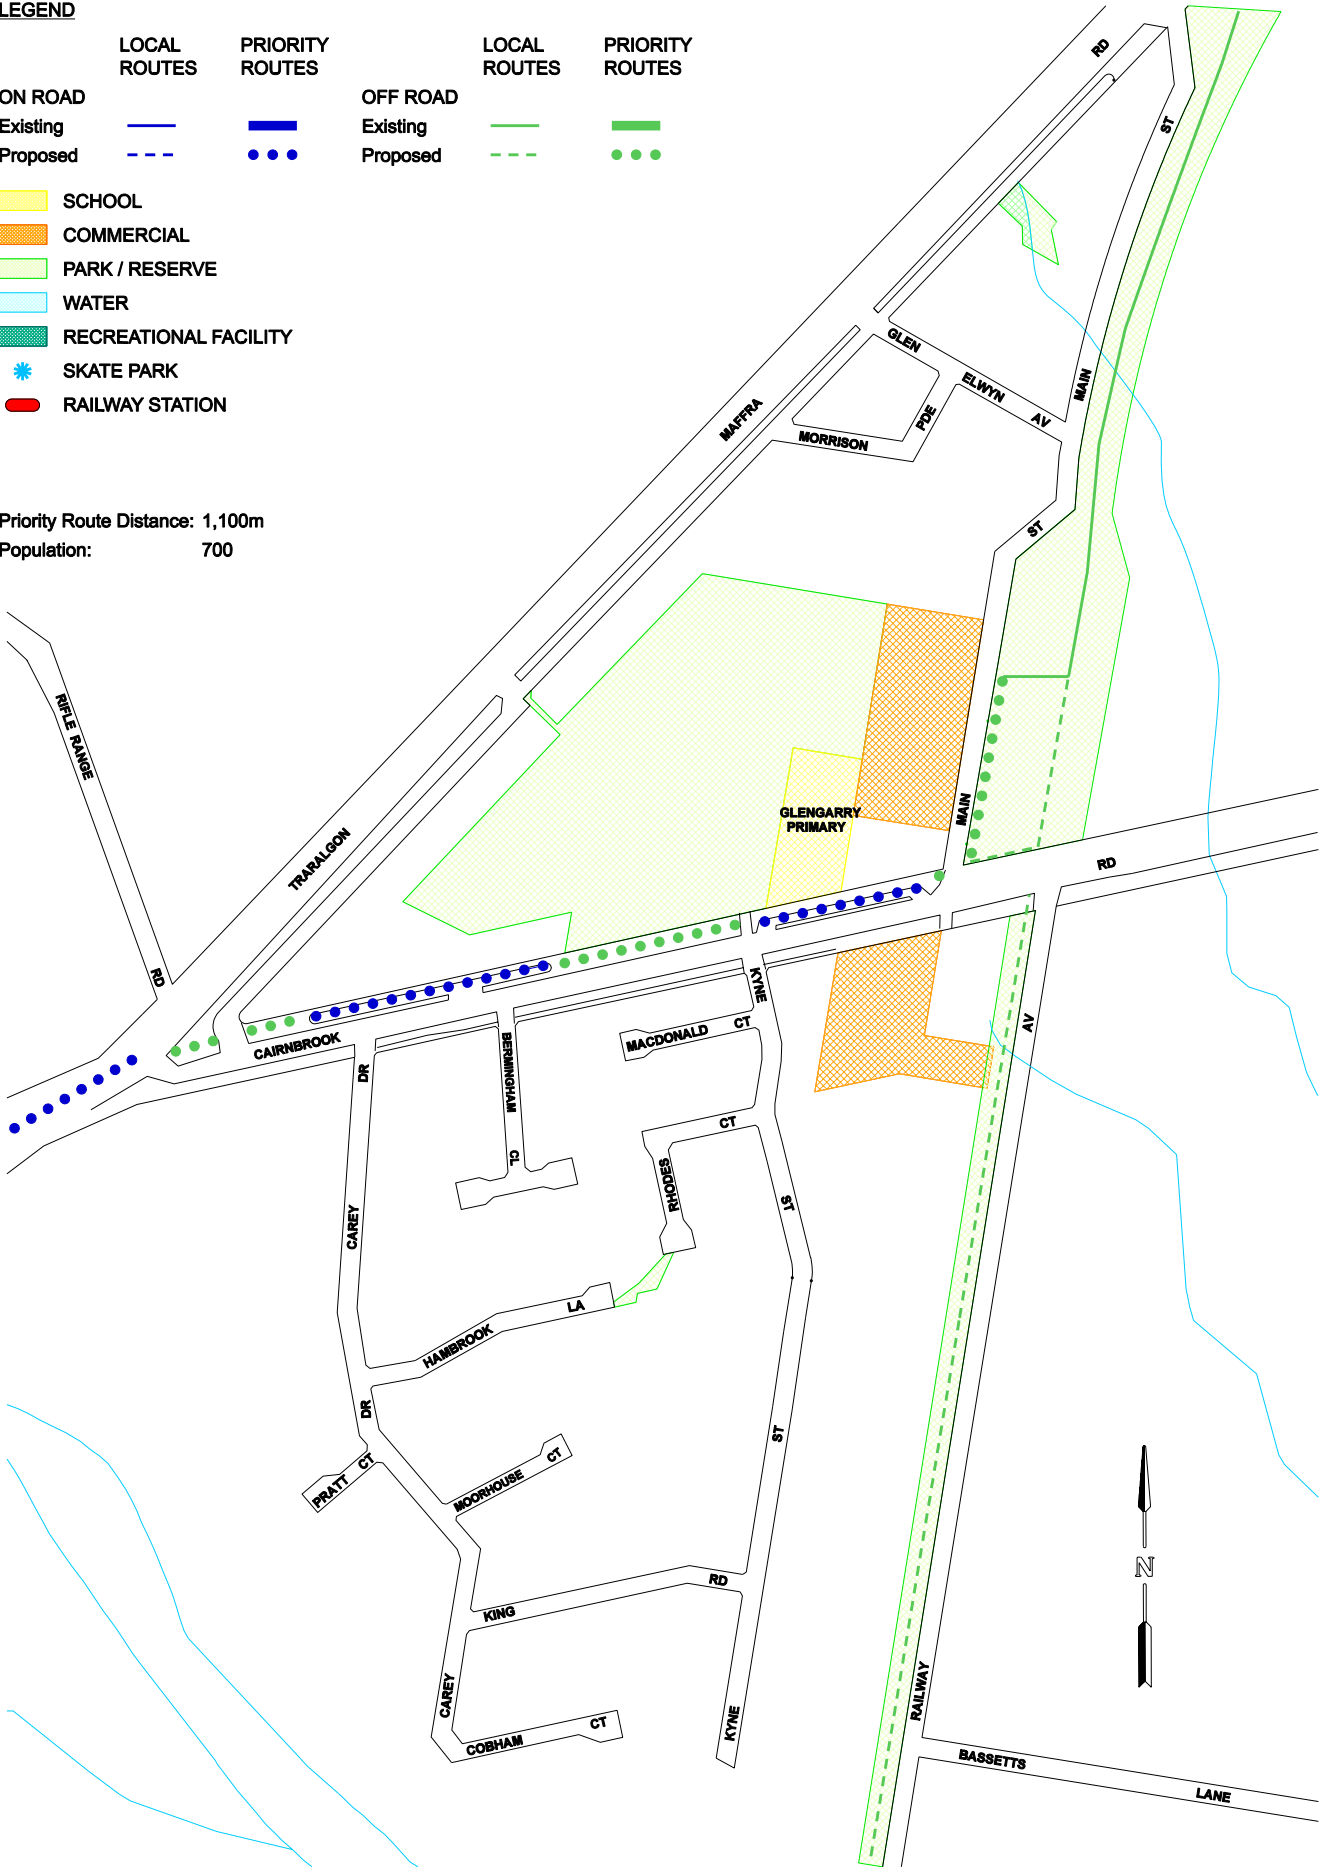 LEGEND
LOCAL ROUTES
PRIORITY ROUTES
LOCAL ROUTES
PRIORITY ROUTES
ON ROAD
OFF ROAD
Existing
Existing
Proposed
Proposed
SCHOOL
COMMERCIAL
PARK / RESERVE
WATER
RECREATIONAL FACILITY
SKATE PARK
RAILWAY STATION
Priority Route Distance: 1,100m
Population: 700
RD
ST
GLEN
ELWYN
AV
MAIN
MAFFRA
MORRISON
PDE
ST
RIFLE RANGE
RD
TRARALGON
GLENGARRY
PRIMARY
MAIN
RD
CAIRNBROOK
KYNE
MACDONALD
CT
BERMINGHAM
CL
DR
AV
CT
RHODES
ST
CAREY
LA
HAMBROOK
DR
ST
PRATT
CT
MOORHOUSE
CT
N
RD
KING
CAREY
COBHAM
CT
KYNE
RAILWAY
BASSETTS
LANE